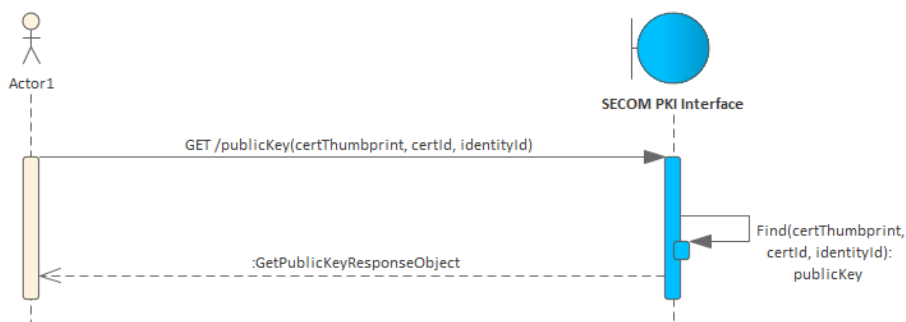 Actor1
SECOM PKI Interface
GET /publicKey(certThumbprint, certId, identityId)
Find(certThumbprint,
certId, identityId):
publicKey
:GetPublicKeyResponseObject